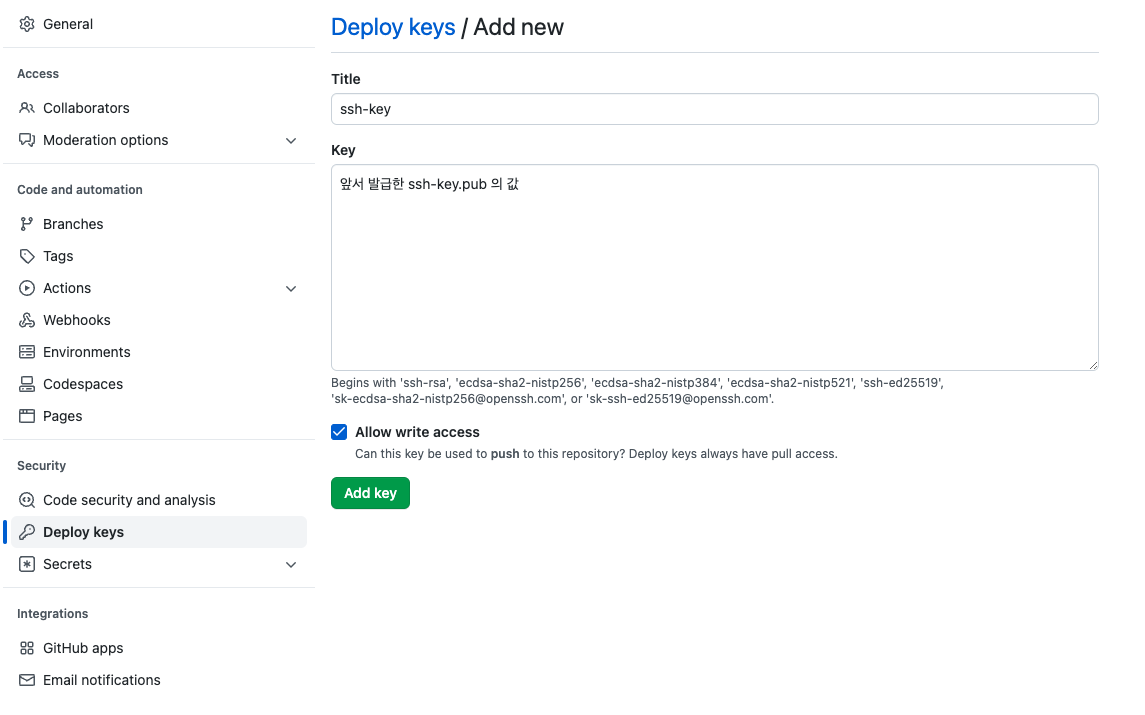 General
Access
Collaborators
Moderation options
Code and automation
Branches
Tags
Actions
Webhooks
Environments
Codespaces
Pages
Security
Code security and analysis
Deploy keys
Secrets
Integrations
GitHub apps
Email notifications
Deploy keys / Add new
Title
ssh-key
Key
앞서 발급한 ssh-key.pub 의 값
Begins with 'ssh-rsa', 'ecdsa-sha2-nistp256', 'ecdsa-sha2-nistp384', 'ecdsa-sha2-nistp521', 'ssh-ed25519',
'sk-ecdsa-sha2-nistp256@openssh.com', or 'sk-ssh-ed25519@openssh.com'.
Allow write access
Can this key be used to push to this repository? Deploy keys always have pull access.
Add key